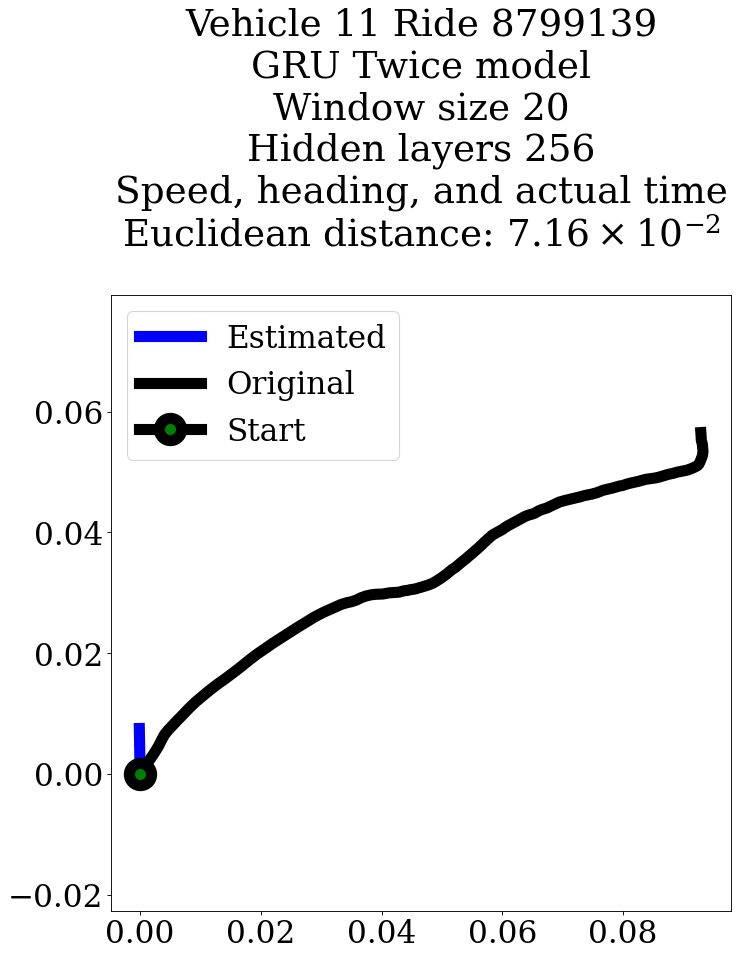 Vehicle 11 Ride 8799139
GRU Twice model
Window size 20
Hidden layers 256
Speed, heading, and actual time
Euclidean distance: 7.16 × 10⁻²
Estimated
Original
Start
0.06
0.04
0.02
0.00
−0.02
0.00 0.02 0.04 0.06 0.08